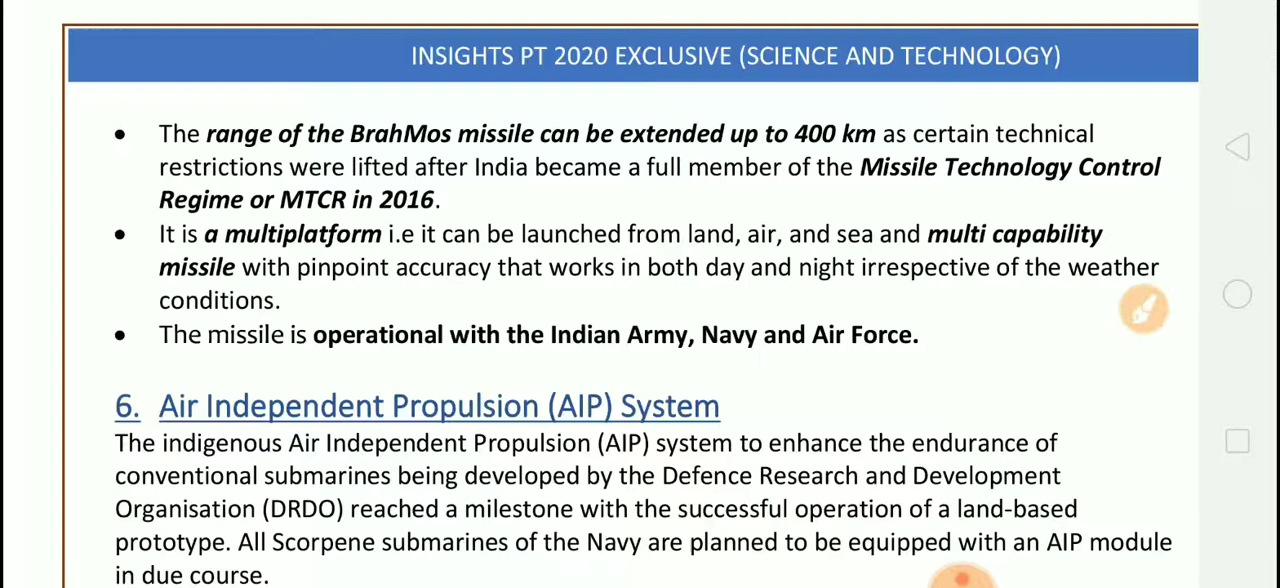 INSIGHTS PT 2020 EXCLUSIVE (SCIENCE AND TECHNOLOGY)
• The range of the BrahMos missile can be extended up to 400 km as certain technical
restrictions were lifted after India became a full member of the Missile Technology Control
Regime or MTCR in 2016.
• It is a multiplatform i.e it can be launched from land, air, and sea and multi capability
missile with pinpoint accuracy that works in both day and night irrespective of the weather
conditions.
• The missile is operational with the Indian Army, Navy and Air Force.
6. Air Independent Propulsion (AIP) System
The indigenous Air Independent Propulsion (AIP) system to enhance the endurance of
conventional submarines being developed by the Defence Research and Development
Organisation (DRDO) reached a milestone with the successful operation of a land-based
prototype. All Scorpene submarines of the Navy are planned to be equipped with an AIP module
in due course.